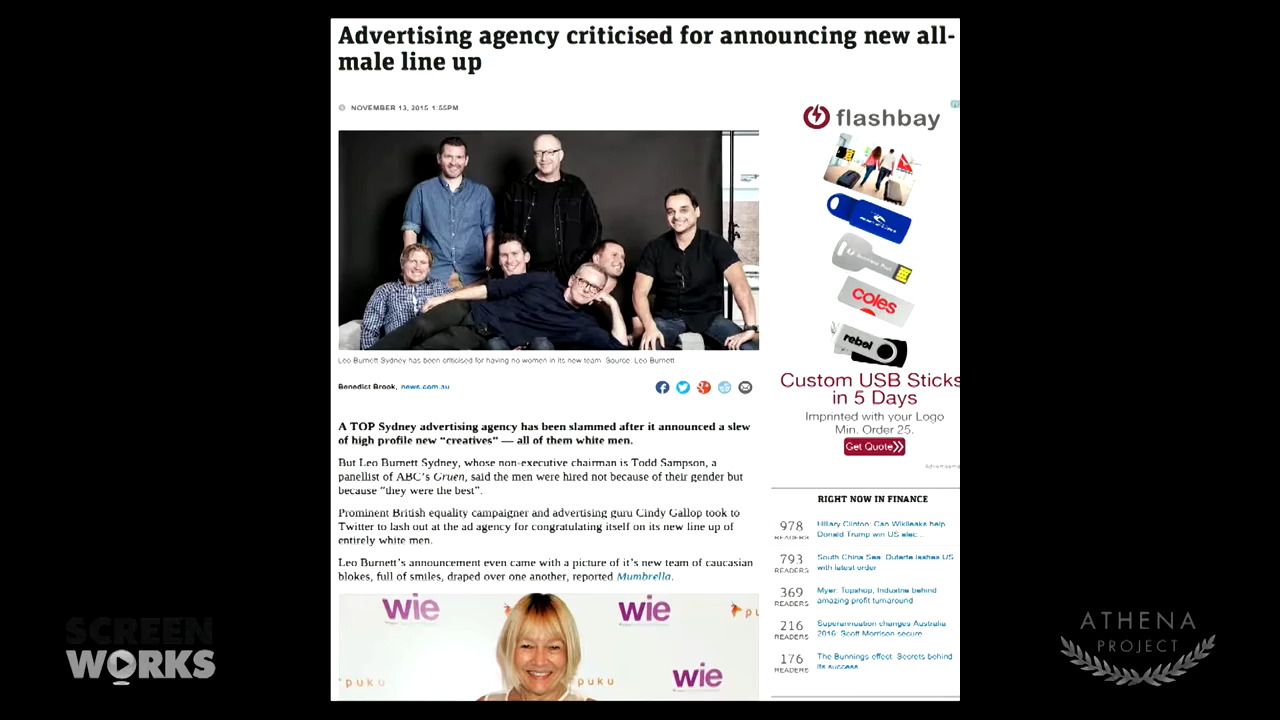 Advertising agency criticised for announcing new all-
male line up
NOVEMBER 13, 2015 1:55PM
Leo Burnett Sydney has been criticised for having no women in its new team. Source: Leo Burnett
Benedict Brook, news.com.au
A TOP Sydney advertising agency has been slammed after it announced a slew
of high profile new “creatives” — all of them white men.
But Leo Burnett Sydney, whose non-executive chairman is Todd Sampson, a
panellist of ABC’s Gruen, said the men were hired not because of their gender but
because “they were the best”.
Prominent British equality campaigner and advertising guru Cindy Gallop took to
Twitter to lash out at the ad agency for congratulating itself on its new line up of
entirely white men.
Leo Burnett’s announcement even came with a picture of it’s new team of caucasian
blokes, full of smiles, draped over one another, reported Mumbrella.
wie
wie
wie
puku
puku
flashbay
coles
rebel
Custom USB Sticks
in 5 Days
Imprinted with your Logo
Min. Order 25.
Get Quote
RIGHT NOW IN FINANCE
978
READERS
Hillary Clinton: Can Wikileaks help
Donald Trump win US elec...
793
READERS
South China Sea: Duterte lashes US
with latest order
369
READERS
Myer: Topshop, Industrie behind
amazing profit turnaround
216
READERS
Superannuation changes Australia
2016: Scott Morrison secure
176
READERS
The Bunnings effect: Secrets behind
its success
SCREEN
WORKS
ATHENA
PROJECT